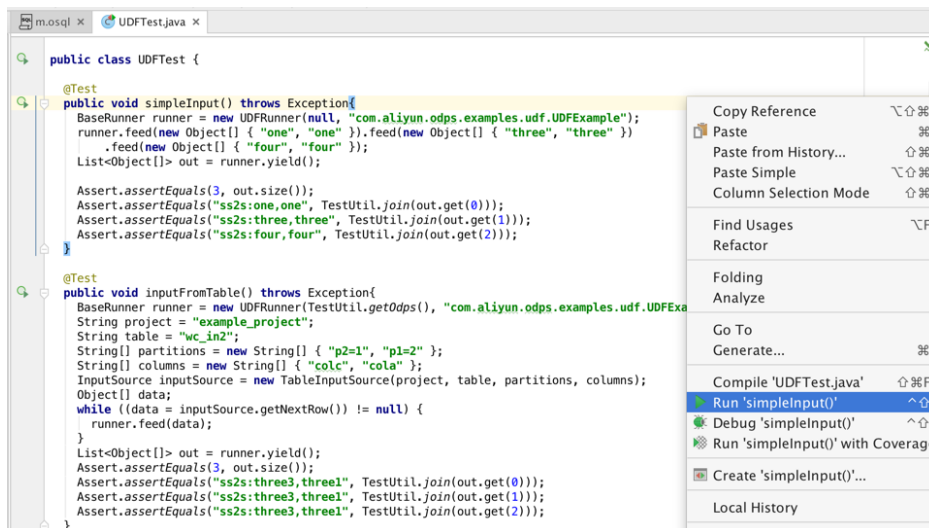 m.osql
UDFTest.java
public class UDFTest {
@Test
public void simpleInput() throws Exception{
BaseRunner runner = new UDFRunner(null, "com.aliyun.odps.examples.udf.UDFExample");
runner.feed(new Object[] { "one", "one" }).feed(new Object[] { "three", "three" })
.feed(new Object[] { "four", "four" });
List<Object[]> out = runner.yield();
Assert.assertEquals(3, out.size());
Assert.assertEquals("ss2s:one,one", TestUtil.join(out.get(0)));
Assert.assertEquals("ss2s:three,three", TestUtil.join(out.get(1)));
Assert.assertEquals("ss2s:four,four", TestUtil.join(out.get(2)));
}
@Test
public void inputFromTable() throws Exception{
BaseRunner runner = new UDFRunner(TestUtil.getOdps(), "com.aliyun.odps.examples.udf.UDFExa
String project = "example_project";
String table = "wc_in2";
String[] partitions = new String[] { "p2=1", "p1=2" };
String[] columns = new String[] { "colc", "cola" };
InputSource inputSource = new TableInputSource(project, table, partitions, columns);
Object[] data;
while ((data = inputSource.getNextRow()) != null) {
runner.feed(data);
}
List<Object[]> out = runner.yield();
Assert.assertEquals(3, out.size());
Assert.assertEquals("ss2s:three3,three1", TestUtil.join(out.get(0)));
Assert.assertEquals("ss2s:three3,three1", TestUtil.join(out.get(1)));
Assert.assertEquals("ss2s:three3,three1", TestUtil.join(out.get(2)));
}
Copy Reference ⌥⇧⌘
Paste ⌘
Paste from History... ⇧⌘
Paste Simple ⌥⇧⌘
Column Selection Mode ⇧⌘
Find Usages ⌥F
Refactor
Folding
Analyze
Go To
Generate... ⌘
Compile 'UDFTest.java' ⇧⌘F
Run 'simpleInput()' ^⇧
Debug 'simpleInput()' ^⇧
Run 'simpleInput()' with Coverag
Create 'simpleInput()'...
Local History